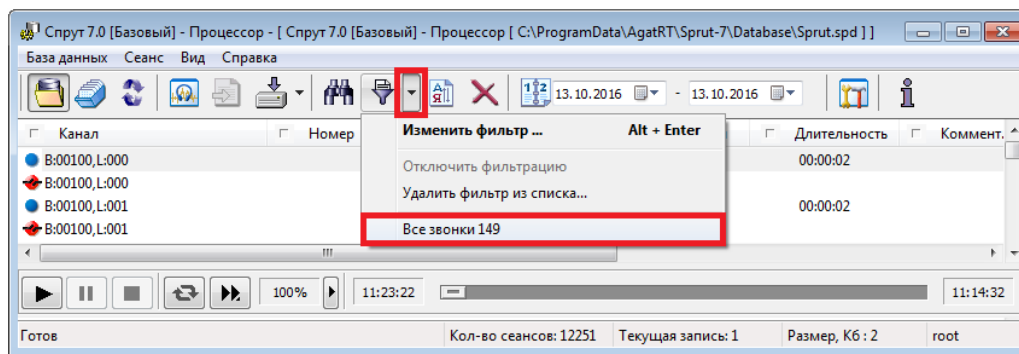 Спрут 7.0 [Базовый] - Процессор - [ Спрут 7.0 [Базовый] - Процессор [ C:\ProgramData\AgatRT\Sprut-7\Database\Sprut.spd ] ]
База данных Сеанс Вид Справка
13.10.2016 - 13.10.2016
Канал Номер Длительность Коммент.
Изменить фильтр ... Alt + Enter
B:00100,L:000 00:00:02
Отключить фильтрацию
B:00100,L:000
Удалить фильтр из списка...
B:00100,L:001 00:00:02
B:00100,L:001
Все звонки 149
100% 11:23:22 11:14:32
Готов Кол-во сеансов: 12251 Текущая запись: 1 Размер, Кб : 2 root